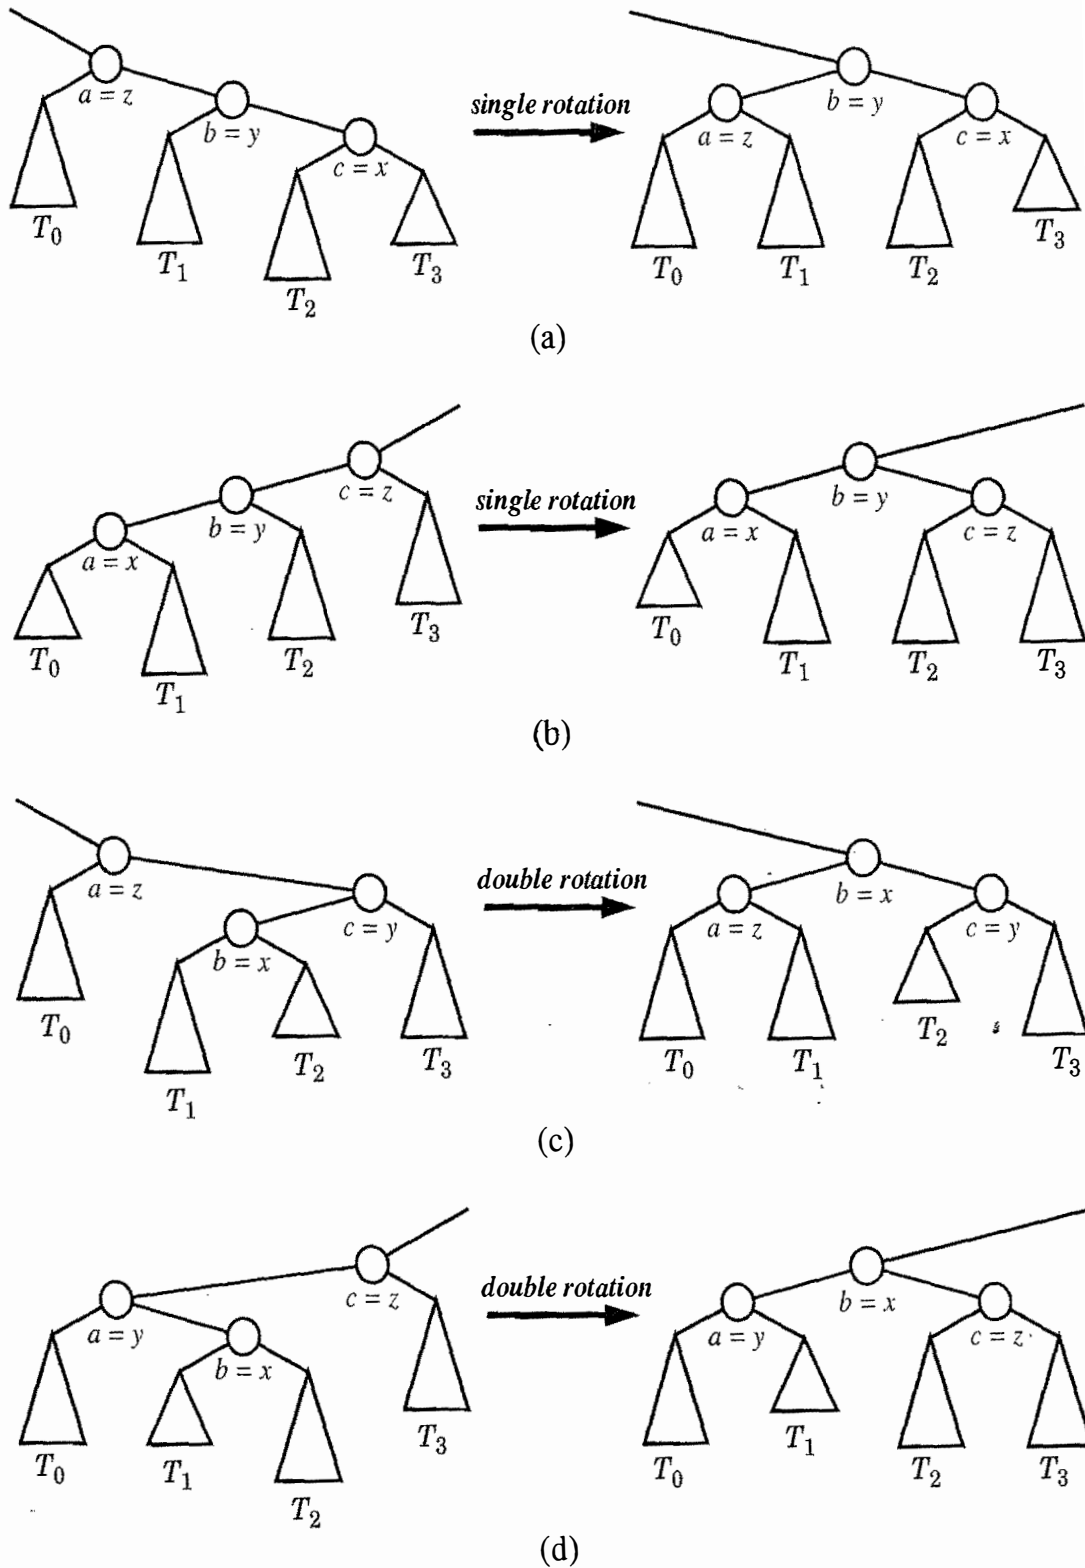 a = z
b = y
c = x
T0
T1
T2
T3
single rotation
b = y
a = z
c = x
T0
T1
T2
T3
(a)
c = z
b = y
a = x
T0
T1
T2
T3
single rotation
b = y
a = x
c = z
T0
T1
T2
T3
(b)
a = z
c = y
b = x
T0
T1
T2
T3
double rotation
b = x
a = z
c = y
T0
T1
T2
T3
(c)
c = z
a = y
b = x
T0
T1
T2
T3
double rotation
b = x
a = y
c = z
T0
T1
T2
T3
(d)